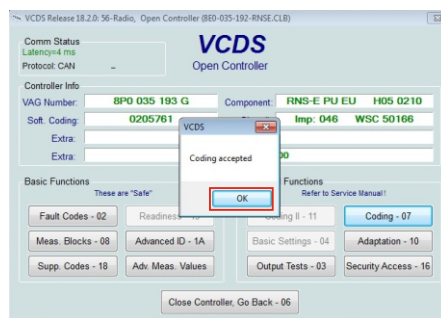 VCDS Release 18.2.0: 56-Radio, Open Controller (8E0-035-192-RNSE.CLB)
Comm Status
Latency=4 ms
Protocol: CAN
VCDS
Open Controller
Controller Info
VAG Number: 8P0 035 193 G Component: RNS-E PU EU H05 0210
Soft. Coding: 0205761 Imp: 046 WSC 50166
Extra:
Extra:
VCDS
Coding accepted
OK
Basic Functions
These are "Safe"
Functions
Refer to Service Manual!
Fault Codes - 02 Readiness Coding - 07
Coding II - 11
Meas. Blocks - 08 Advanced ID - 1A Basic Settings - 04 Adaptation - 10
Supp. Codes - 18 Adv. Meas. Values Output Tests - 03 Security Access - 16
Close Controller, Go Back - 06